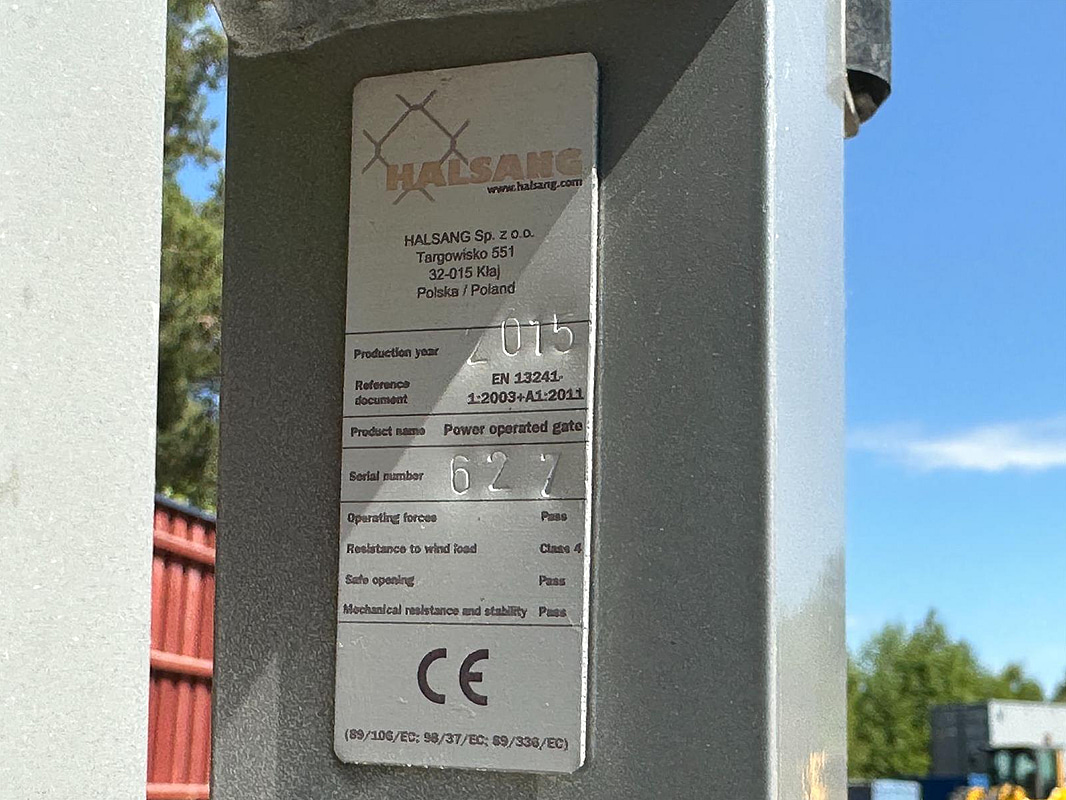 HALSANG
www.halsang.com
HALSANG Sp. z o.o.
Targowisko 551
32-015 Kłaj
Polska / Poland
Production year 2015
Reference document EN 13241-
1:2003+A1:2011
Product name Power operated gate
Serial number 627
Operating forces Pass
Resistance to wind load Class 4
Safe opening Pass
Mechanical resistance and stability Pass
CE
(89/106/EC; 98/37/EC; 89/336/EC)